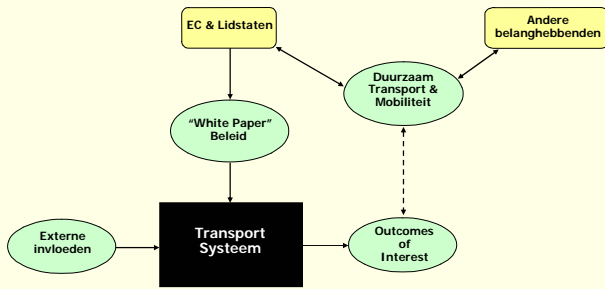 EC & Lidstaten
Andere
belanghebbenden
Duurzaam
Transport &
Mobiliteit
“White Paper”
Beleid
Externe
invloeden
Transport
Systeem
Outcomes
of
Interest